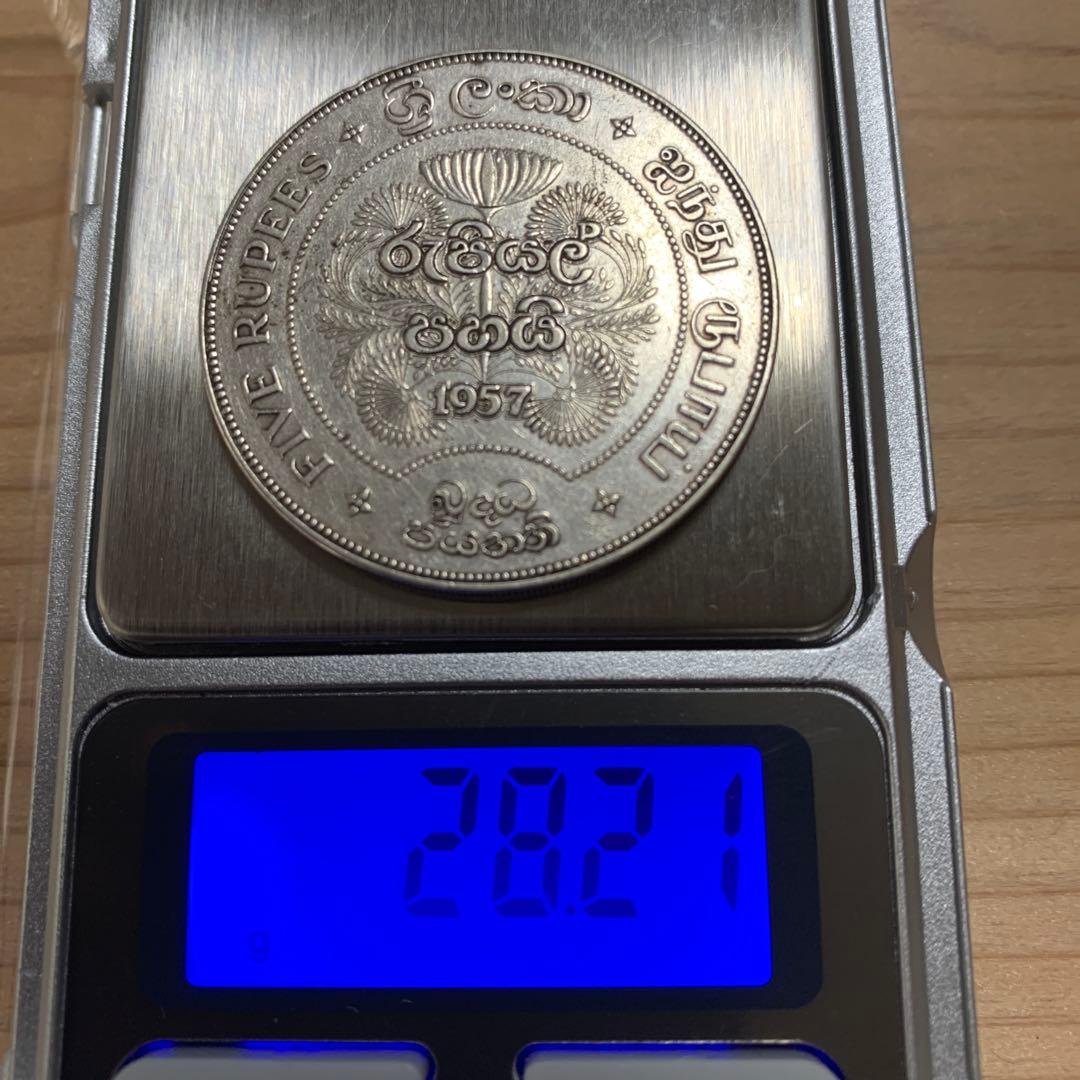 ශ්‍රී ලංකා
FIVE RUPEES
ஐந்து ரூபாய்
රුපියල්
පහයි
1957
බුද්ධ
ජයන්ති
28.21
g